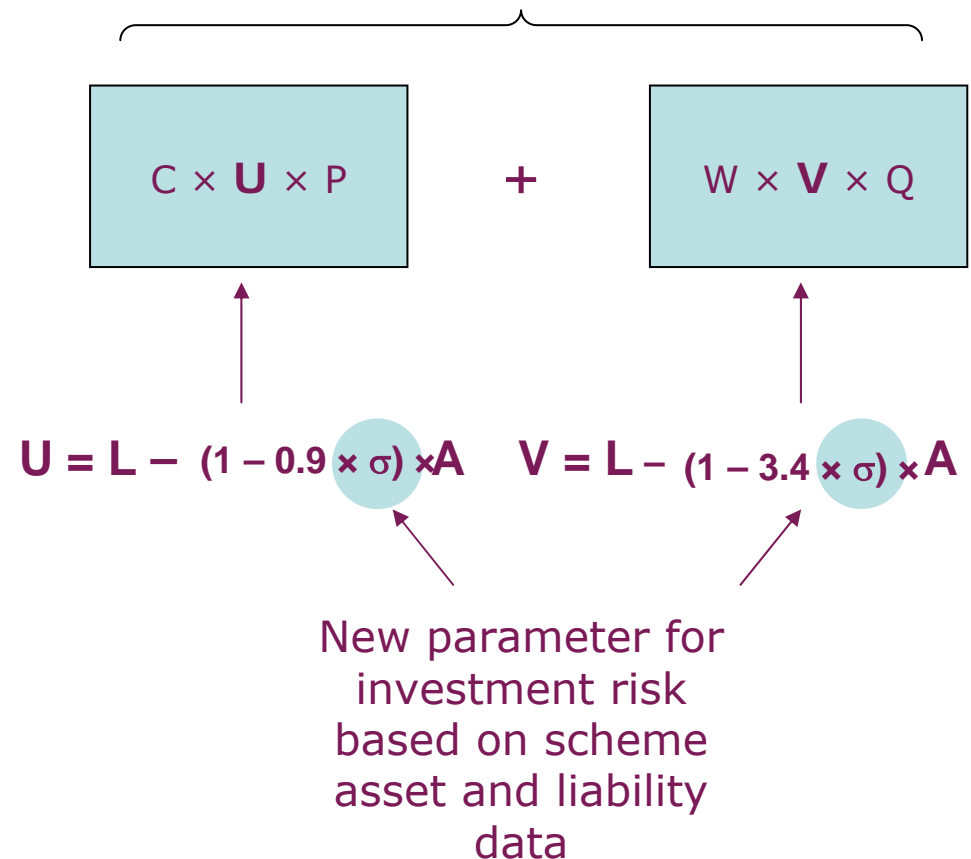 C × U × P + W × V × Q
U = L – (1 – 0.9 × σ) × A V = L – (1 – 3.4 × σ) × A
New parameter for
investment risk
based on scheme
asset and liability
data